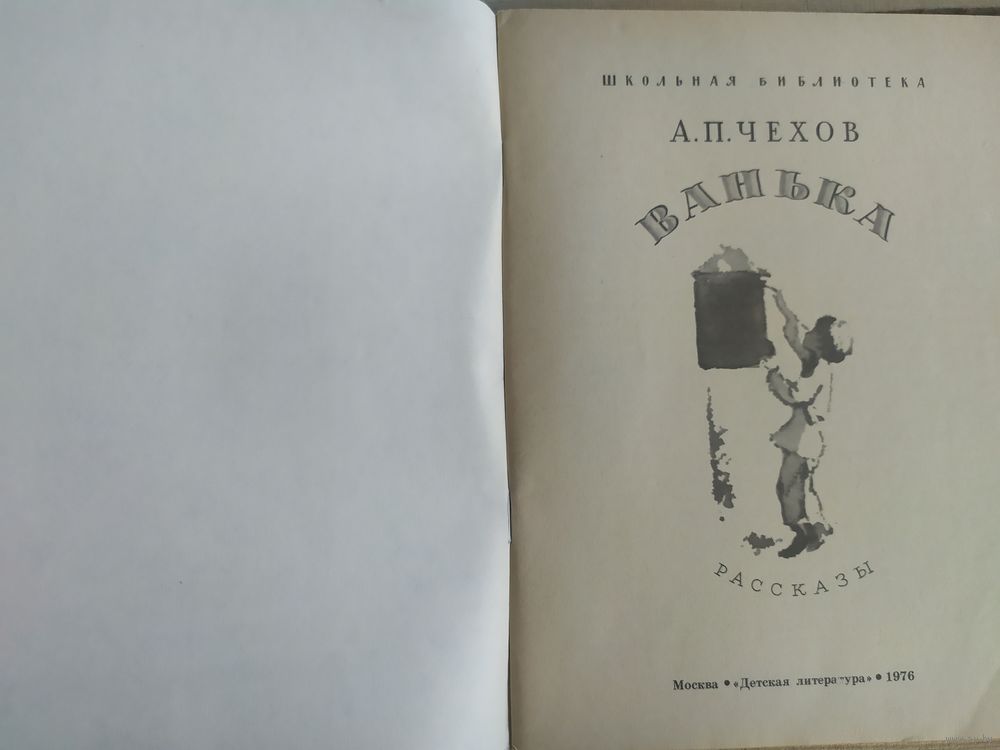 ШКОЛЬНАЯ БИБЛИОТЕКА
А.П.ЧЕХОВ
ВАНЬКА
РАССКАЗЫ
Москва • «Детская литература» • 1976